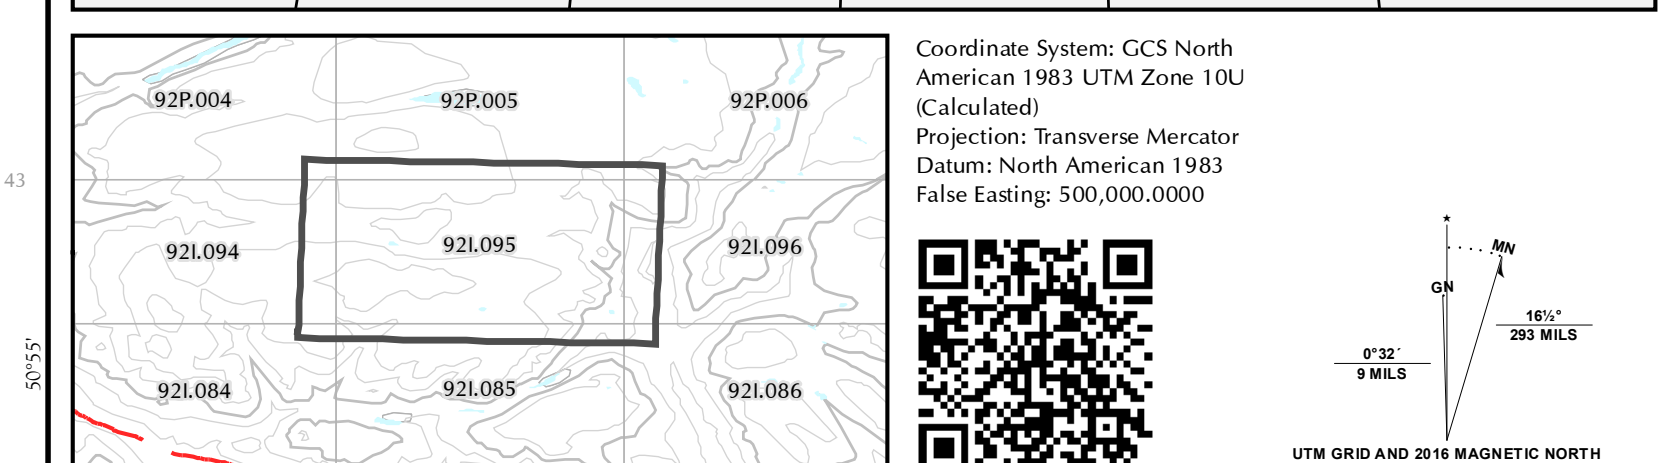 92P.004
92P.005
92P.006
43
92I.094
92I.095
92I.096
50°55'
92I.084
92I.085
92I.086
Coordinate System: GCS North
American 1983 UTM Zone 10U
(Calculated)
Projection: Transverse Mercator
Datum: North American 1983
False Easting: 500,000.0000
MN
GN
16½°
293 MILS
0°32´
9 MILS
UTM GRID AND 2016 MAGNETIC NORTH